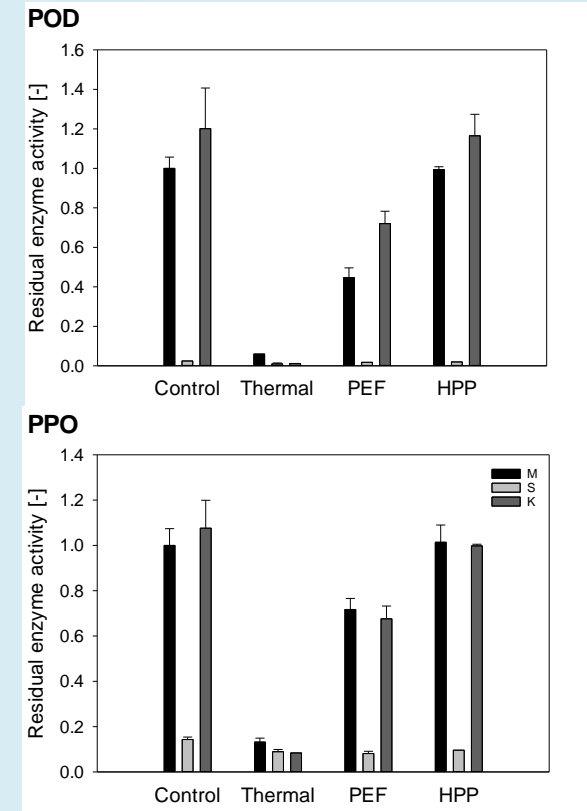 POD
Residual enzyme activity [-]
1.6
1.4
1.2
1.0
0.8
0.6
0.4
0.2
0.0
Control Thermal PEF HPP
PPO
Residual enzyme activity [-]
1.4
1.2
1.0
0.8
0.6
0.4
0.2
0.0
M
S
K
Control Thermal PEF HPP